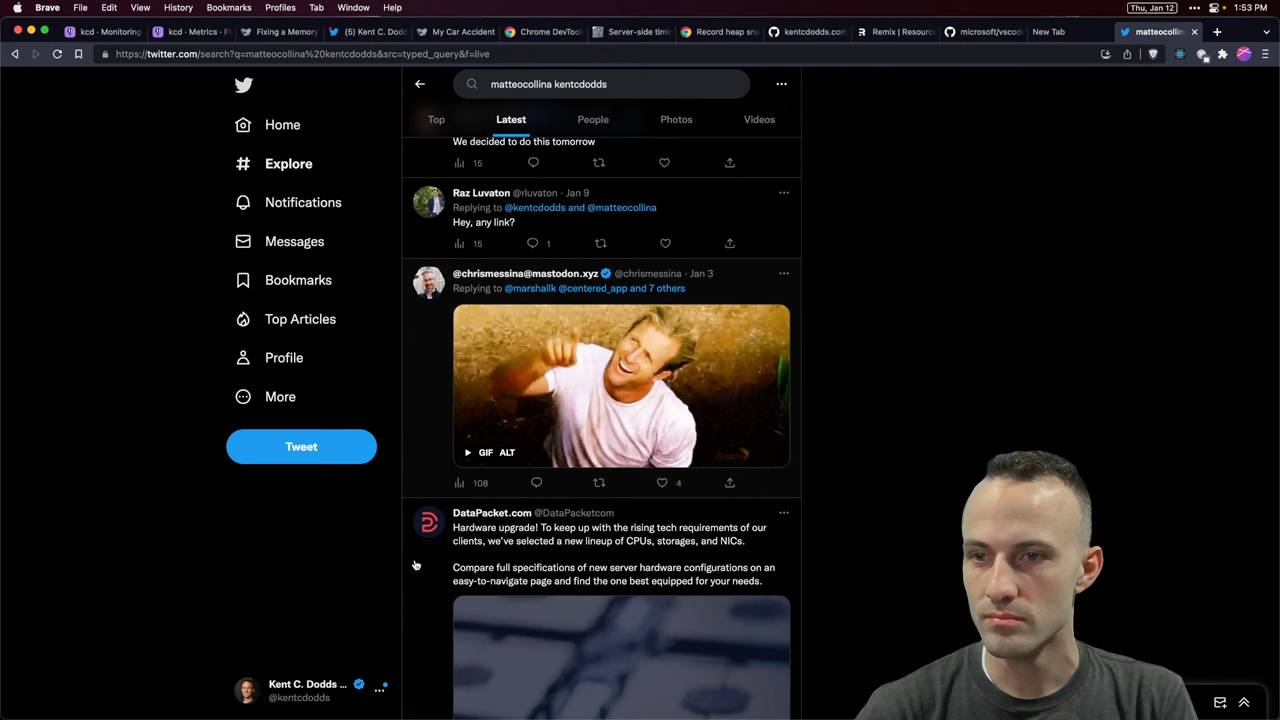 Brave File Edit View History Bookmarks Profiles Tab Window Help
Thu, Jan 12 1:53 PM
kcd - Monitoring
kcd - Metrics - Fl
Fixing a Memory
(3) Kent C. Dodd
My Car Accident
Chrome DevTool
Server-side timi
Record heap sna
kentcdodds.com
Remix | Resourc
microsoft/vscod
New Tab
matteocollin
https://twitter.com/search?q=matteocollina%20kentcdodds&src=typed_query&f=live
matteocollina kentcdodds
Top Latest People Photos Videos
Home
Explore
Notifications
Messages
Bookmarks
Top Articles
Profile
More
Tweet
Kent C. Dodds ...
@kentcdodds
We decided to do this tomorrow
15
Raz Luvaton @rluvaton · Jan 9
Replying to @kentcdodds and @matteocollina
Hey, any link?
15 1
@chrismessina@mastodon.xyz @chrismessina · Jan 3
Replying to @marshallk @centered_app and 7 others
GIF ALT
108 4
DataPacket.com @DataPacketcom
Hardware upgrade! To keep up with the rising tech requirements of our
clients, we've selected a new lineup of CPUs, storages, and NICs.
Compare full specifications of new server hardware configurations on an
easy-to-navigate page and find the one best equipped for your needs.